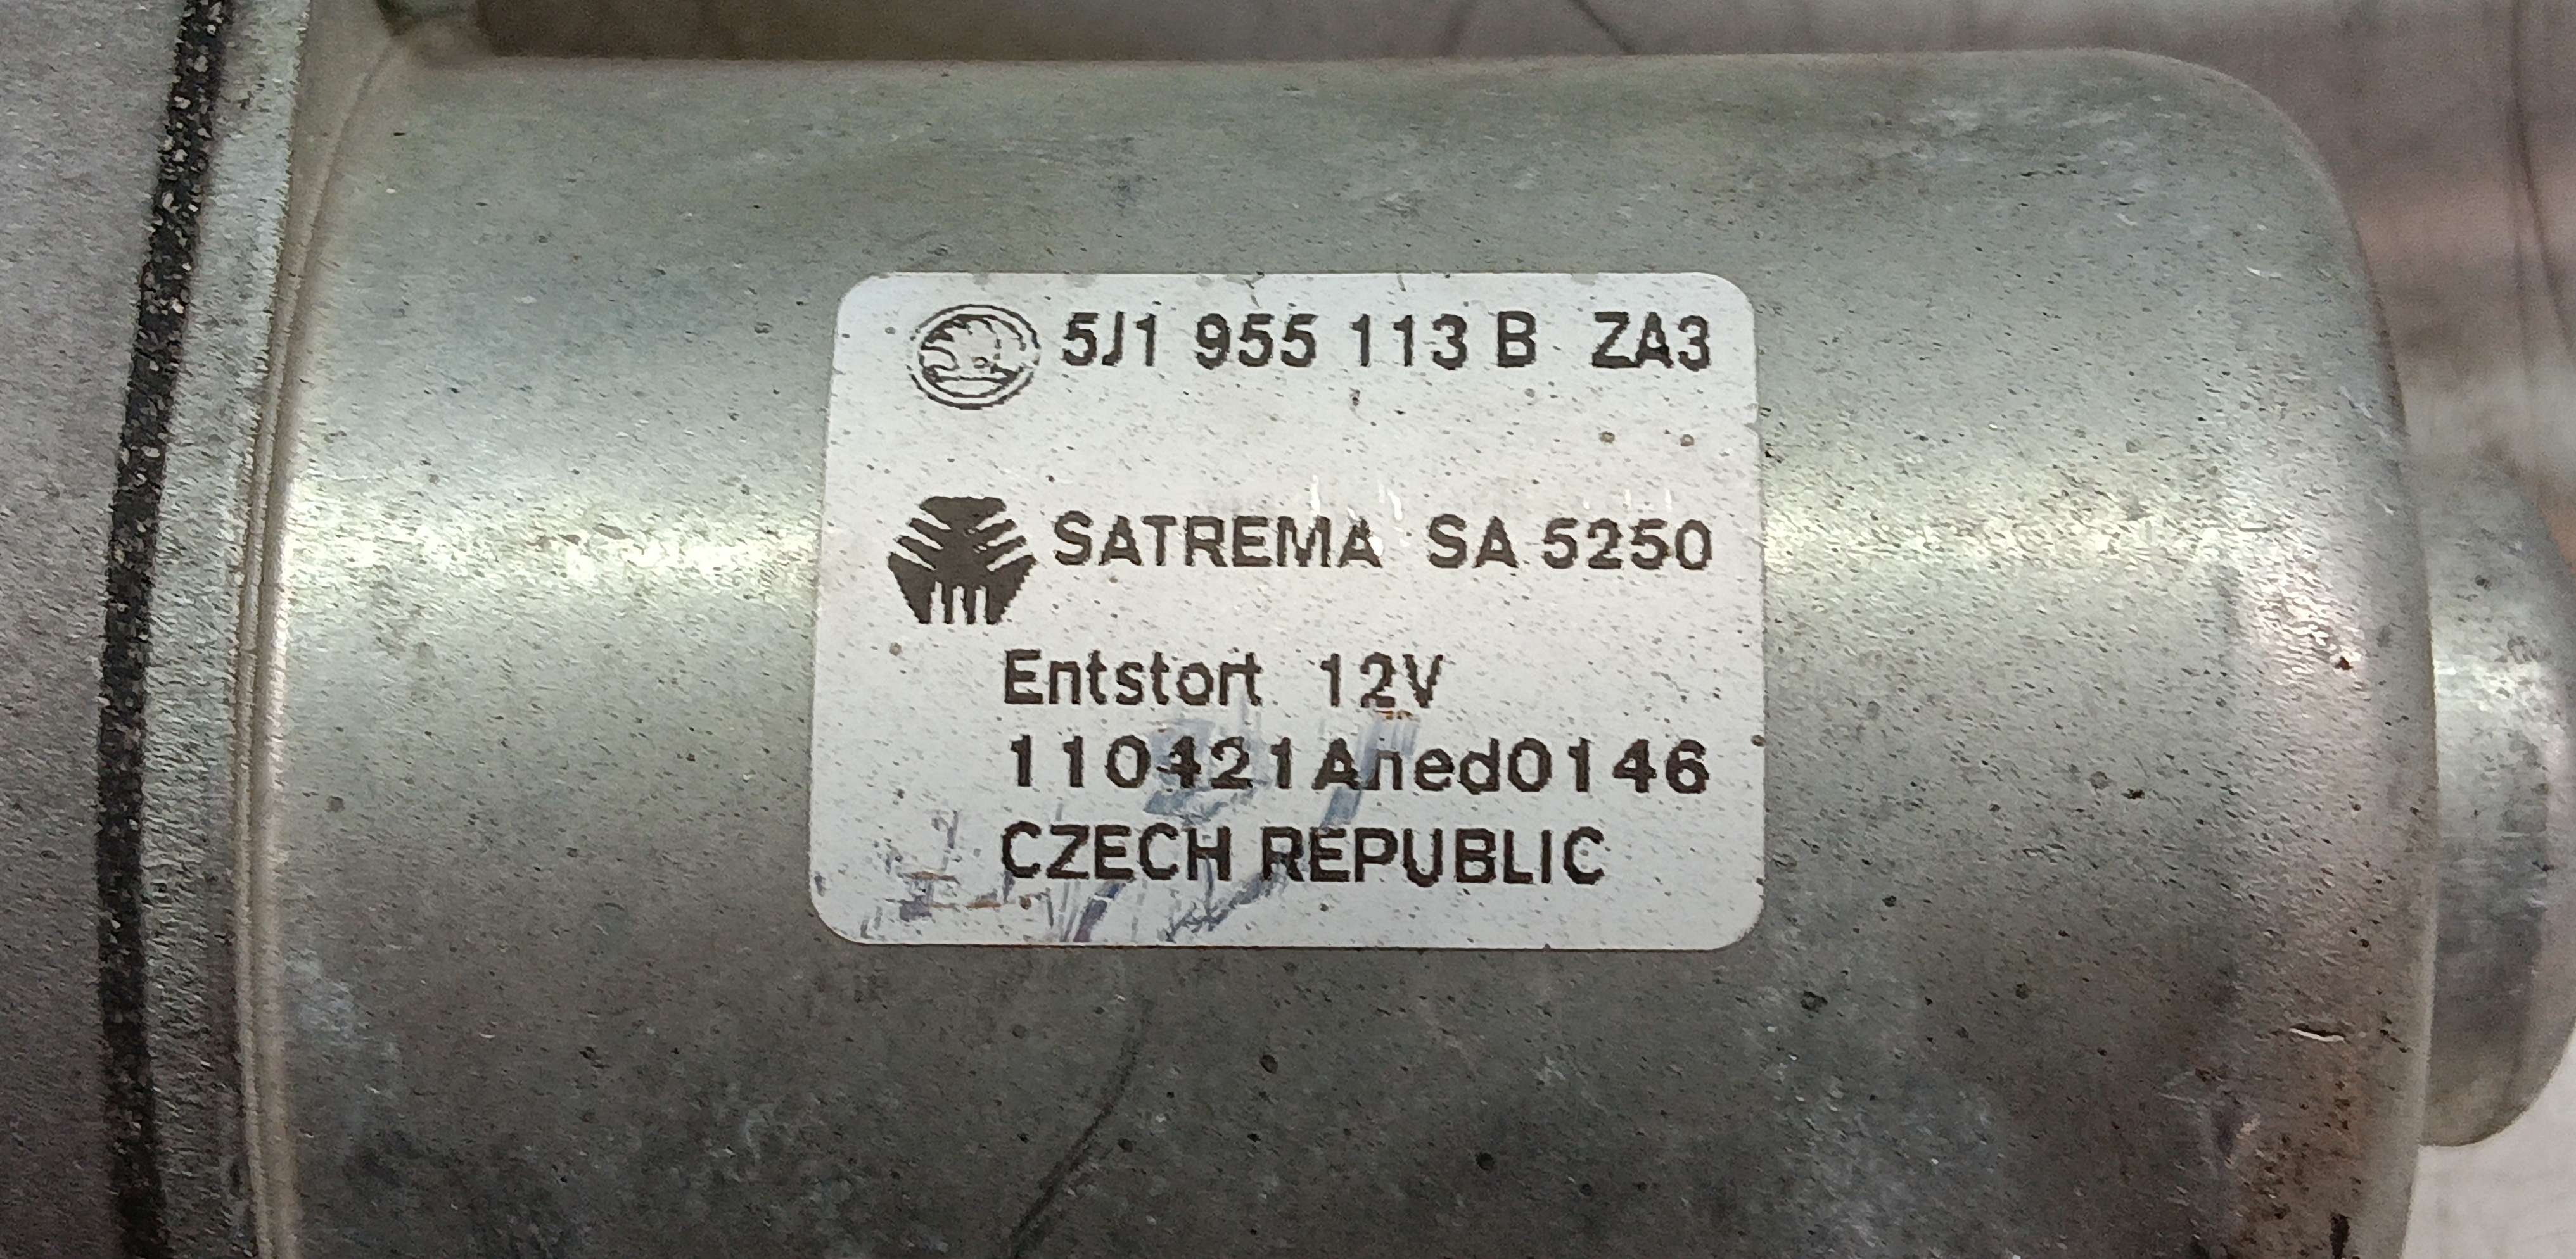 5J1 955 113 B ZA3
SATREMA SA 5250
Entstort 12V
110421Aned0146
CZECH REPUBLIC